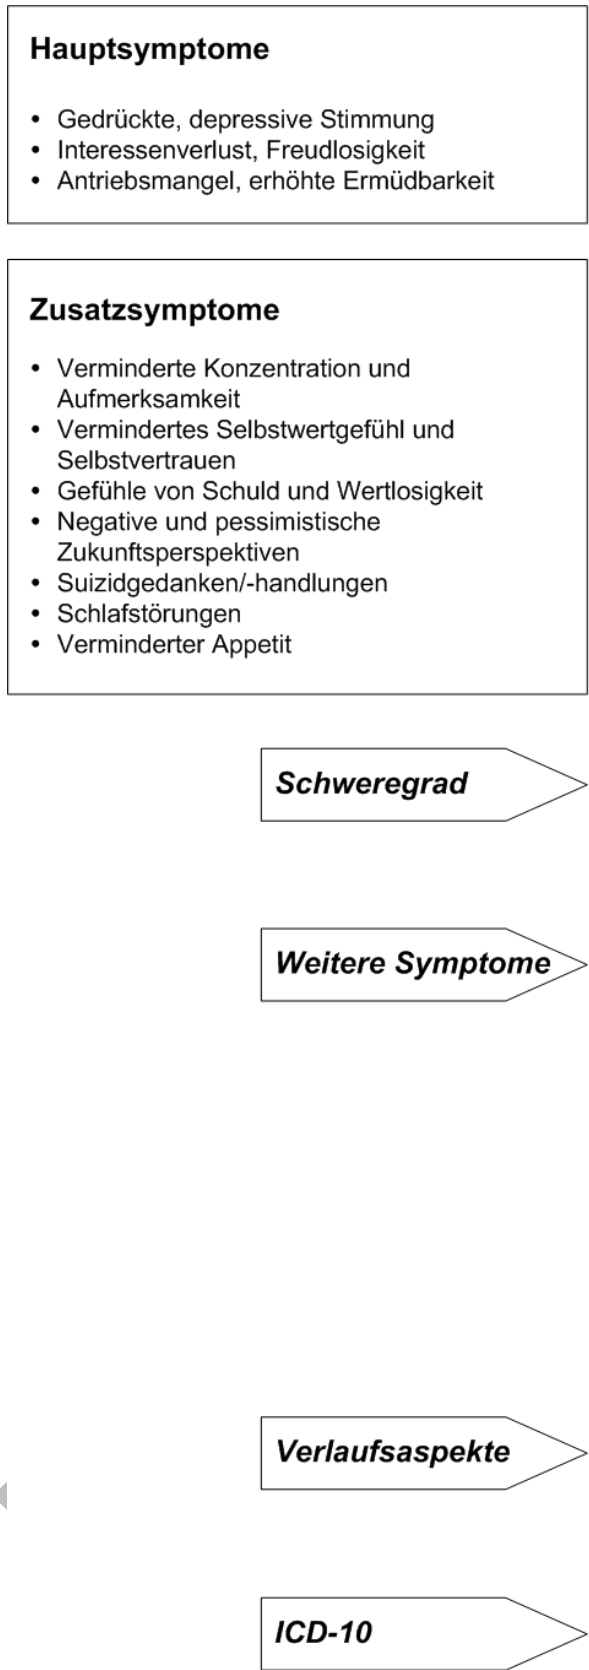 Hauptsymptome
• Gedrückte, depressive Stimmung
• Interessenverlust, Freudlosigkeit
• Antriebsmangel, erhöhte Ermüdbarkeit
Zusatzsymptome
• Verminderte Konzentration und
Aufmerksamkeit
• Vermindertes Selbstwertgefühl und
Selbstvertrauen
• Gefühle von Schuld und Wertlosigkeit
• Negative und pessimistische
Zukunftsperspektiven
• Suizidgedanken/-handlungen
• Schlafstörungen
• Verminderter Appetit
Schweregrad
Weitere Symptome
Verlaufsaspekte
ICD-10